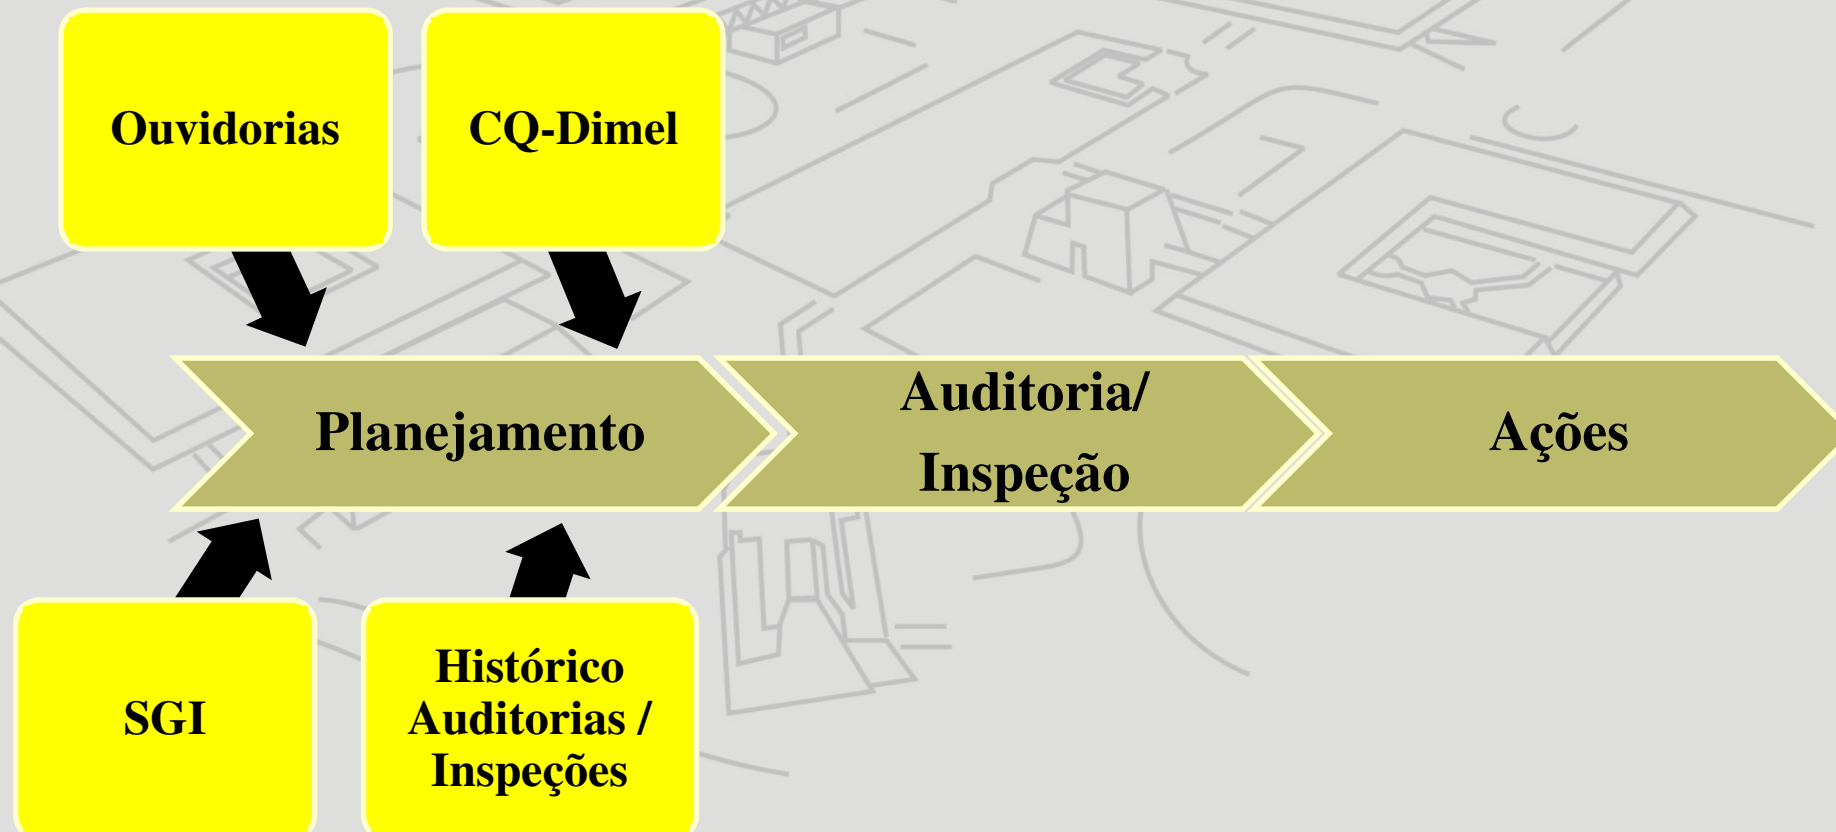 Ouvidorias
CQ-Dimel
Planejamento
Auditoria/
Inspeção
Ações
SGI
Histórico
Auditorias /
Inspeções